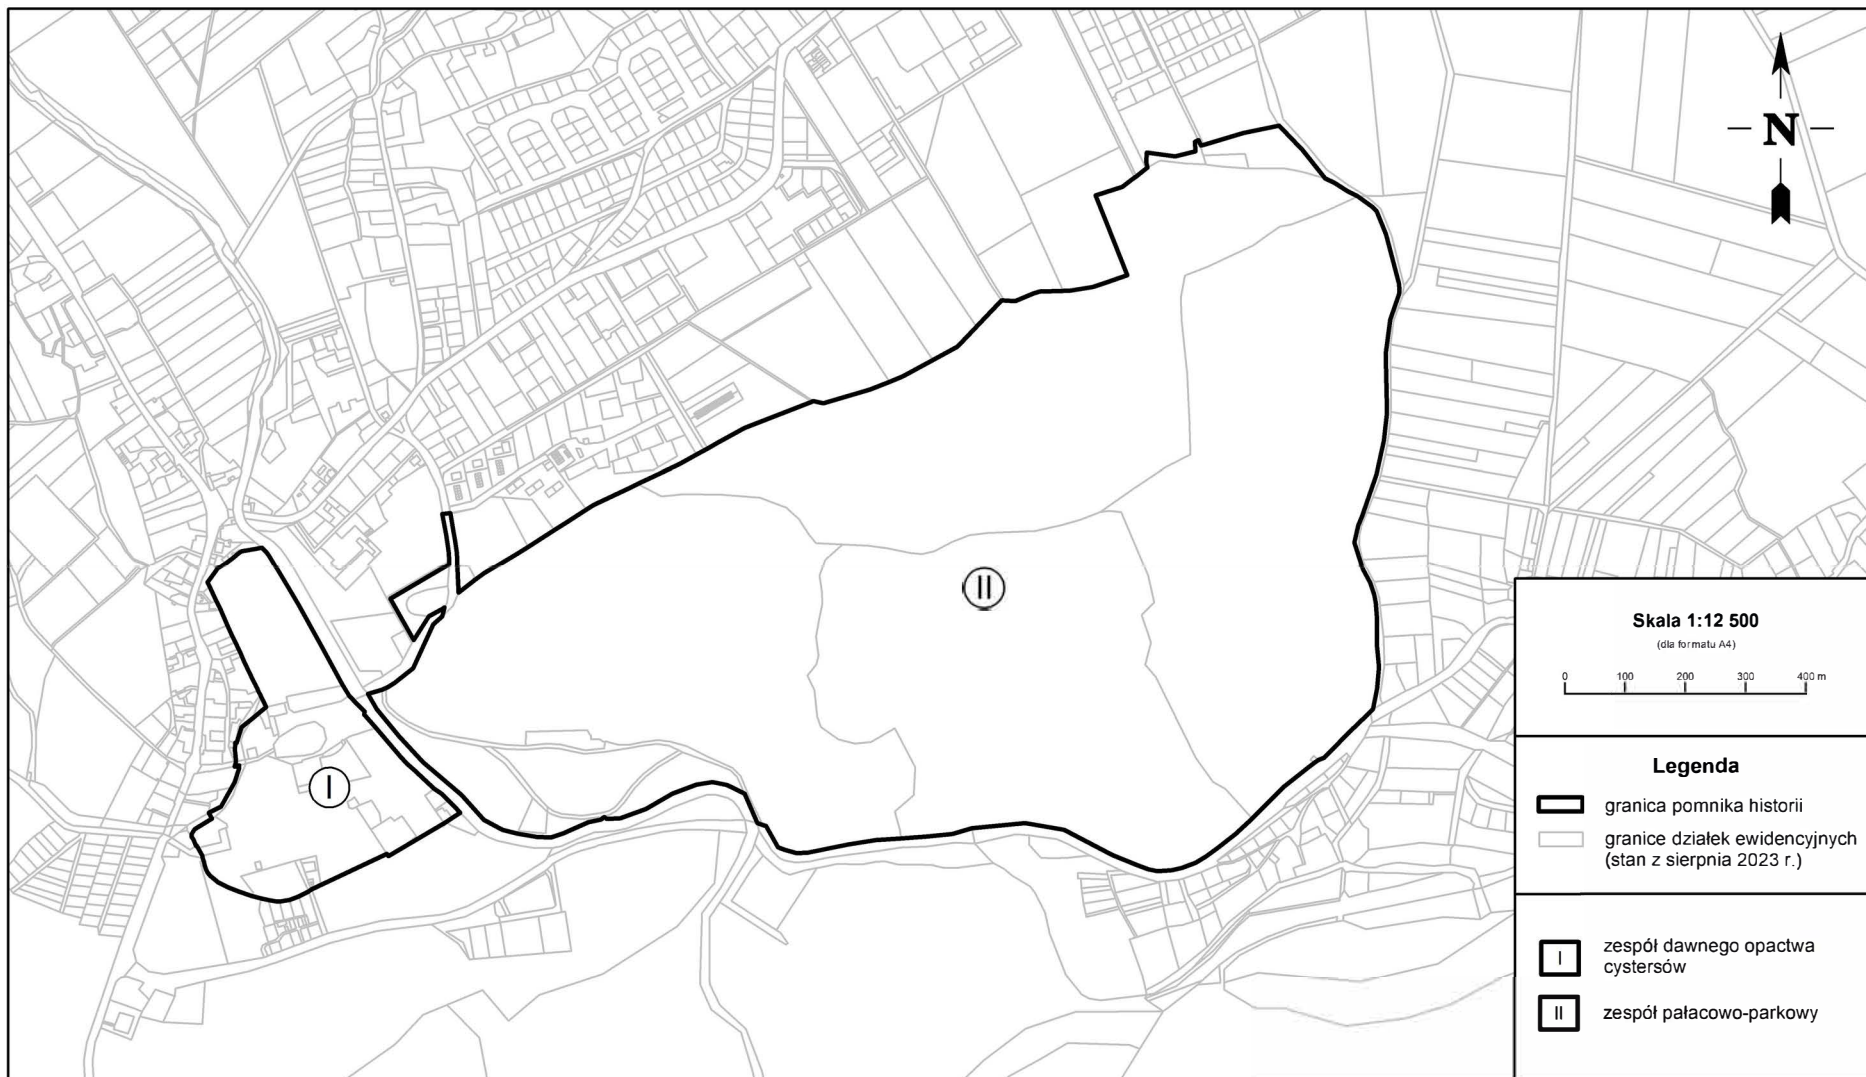 N
II
I
Skala 1:12 500
(dla formatu A4)
0 100 200 300 400 m
Legenda
granica pomnika historii
granice działek ewidencyjnych
(stan z sierpnia 2023 r.)
I zespół dawnego opactwa
cystersów
II zespół pałacowo-parkowy